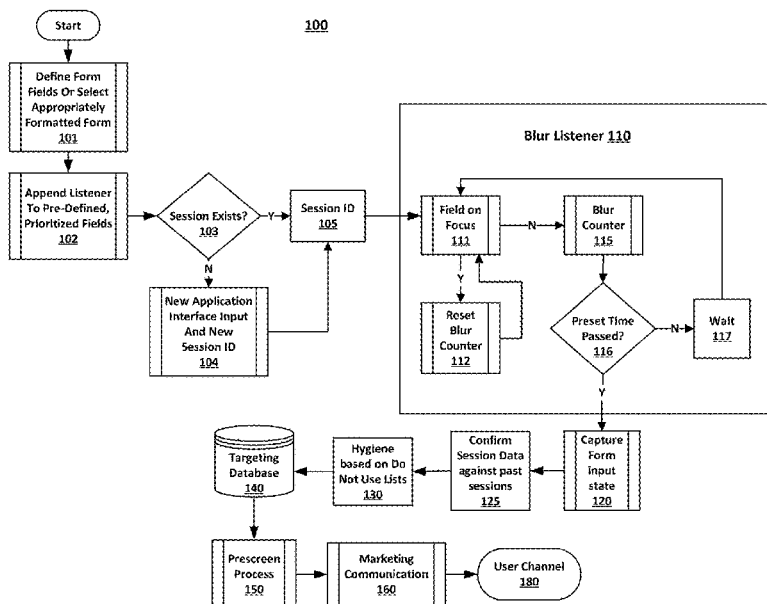 Start
100
Define Form
Fields Or Select
Appropriately
Formatted Form
101
Append Listener
To Pre-Defined,
Prioritized Fields
102
Session Exists?
103
Y
N
New Application
Interface Input
And New
Session ID
104
Session ID
105
Blur Listener 110
Field on
Focus
111
N
Y
Reset
Blur
Counter
112
Blur
Counter
115
Preset Time
Passed?
116
N
Wait
117
Y
Capture
Form
input
state
120
Confirm
Session Data
against past
sessions
125
Hygiene
based on Do
Not Use Lists
130
Targeting
Database
140
Prescreen
Process
150
Marketing
Communication
160
User Channel
180